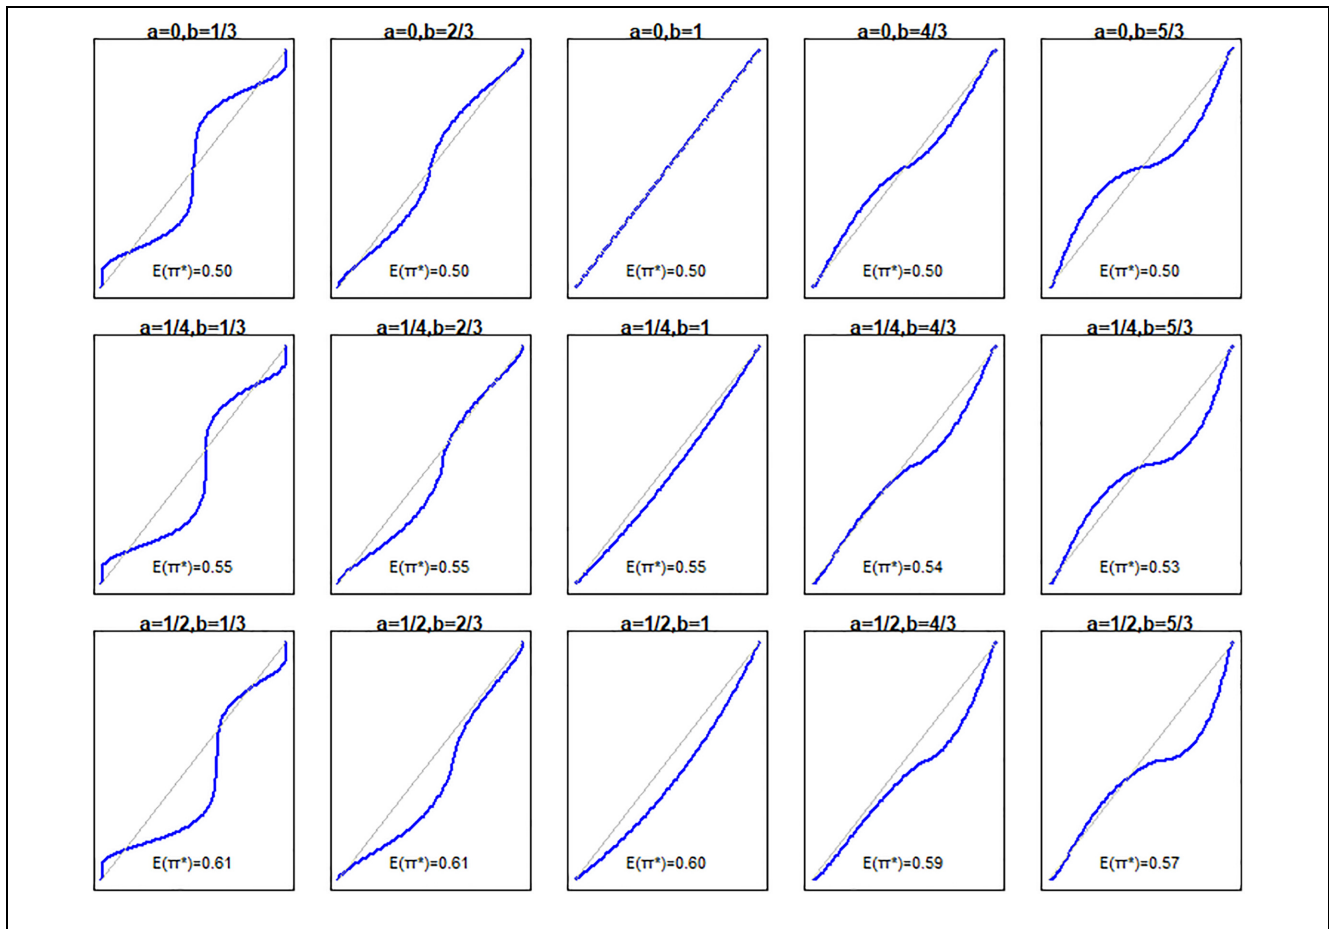 a=0,b=1/3 a=0,b=2/3 a=0,b=1 a=0,b=4/3 a=0,b=5/3
E(π*)=0.50 E(π*)=0.50 E(π*)=0.50 E(π*)=0.50 E(π*)=0.50
a=1/4,b=1/3 a=1/4,b=2/3 a=1/4,b=1 a=1/4,b=4/3 a=1/4,b=5/3
E(π*)=0.55 E(π*)=0.55 E(π*)=0.55 E(π*)=0.54 E(π*)=0.53
a=1/2,b=1/3 a=1/2,b=2/3 a=1/2,b=1 a=1/2,b=4/3 a=1/2,b=5/3
E(π*)=0.61 E(π*)=0.61 E(π*)=0.60 E(π*)=0.59 E(π*)=0.57